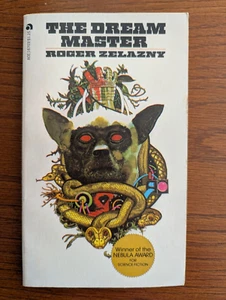 THE DREAM
MASTER
ROGER ZELAZNY
Winner of the
NEBULA AWARD
FOR
SCIENCE FICTION